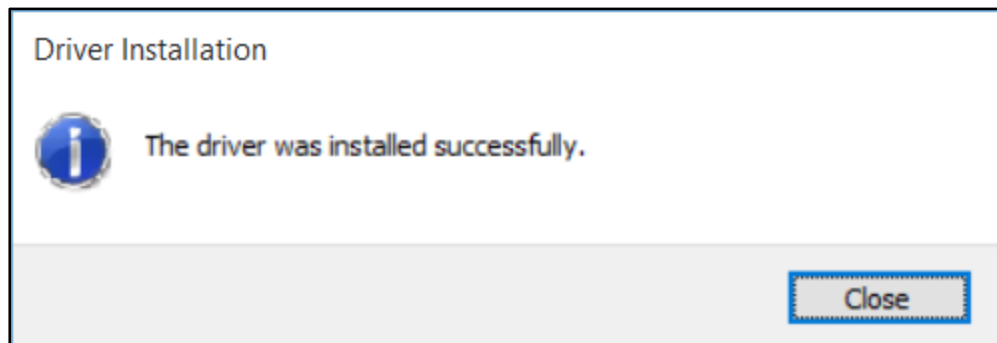 Driver Installation
The driver was installed successfully.
Close